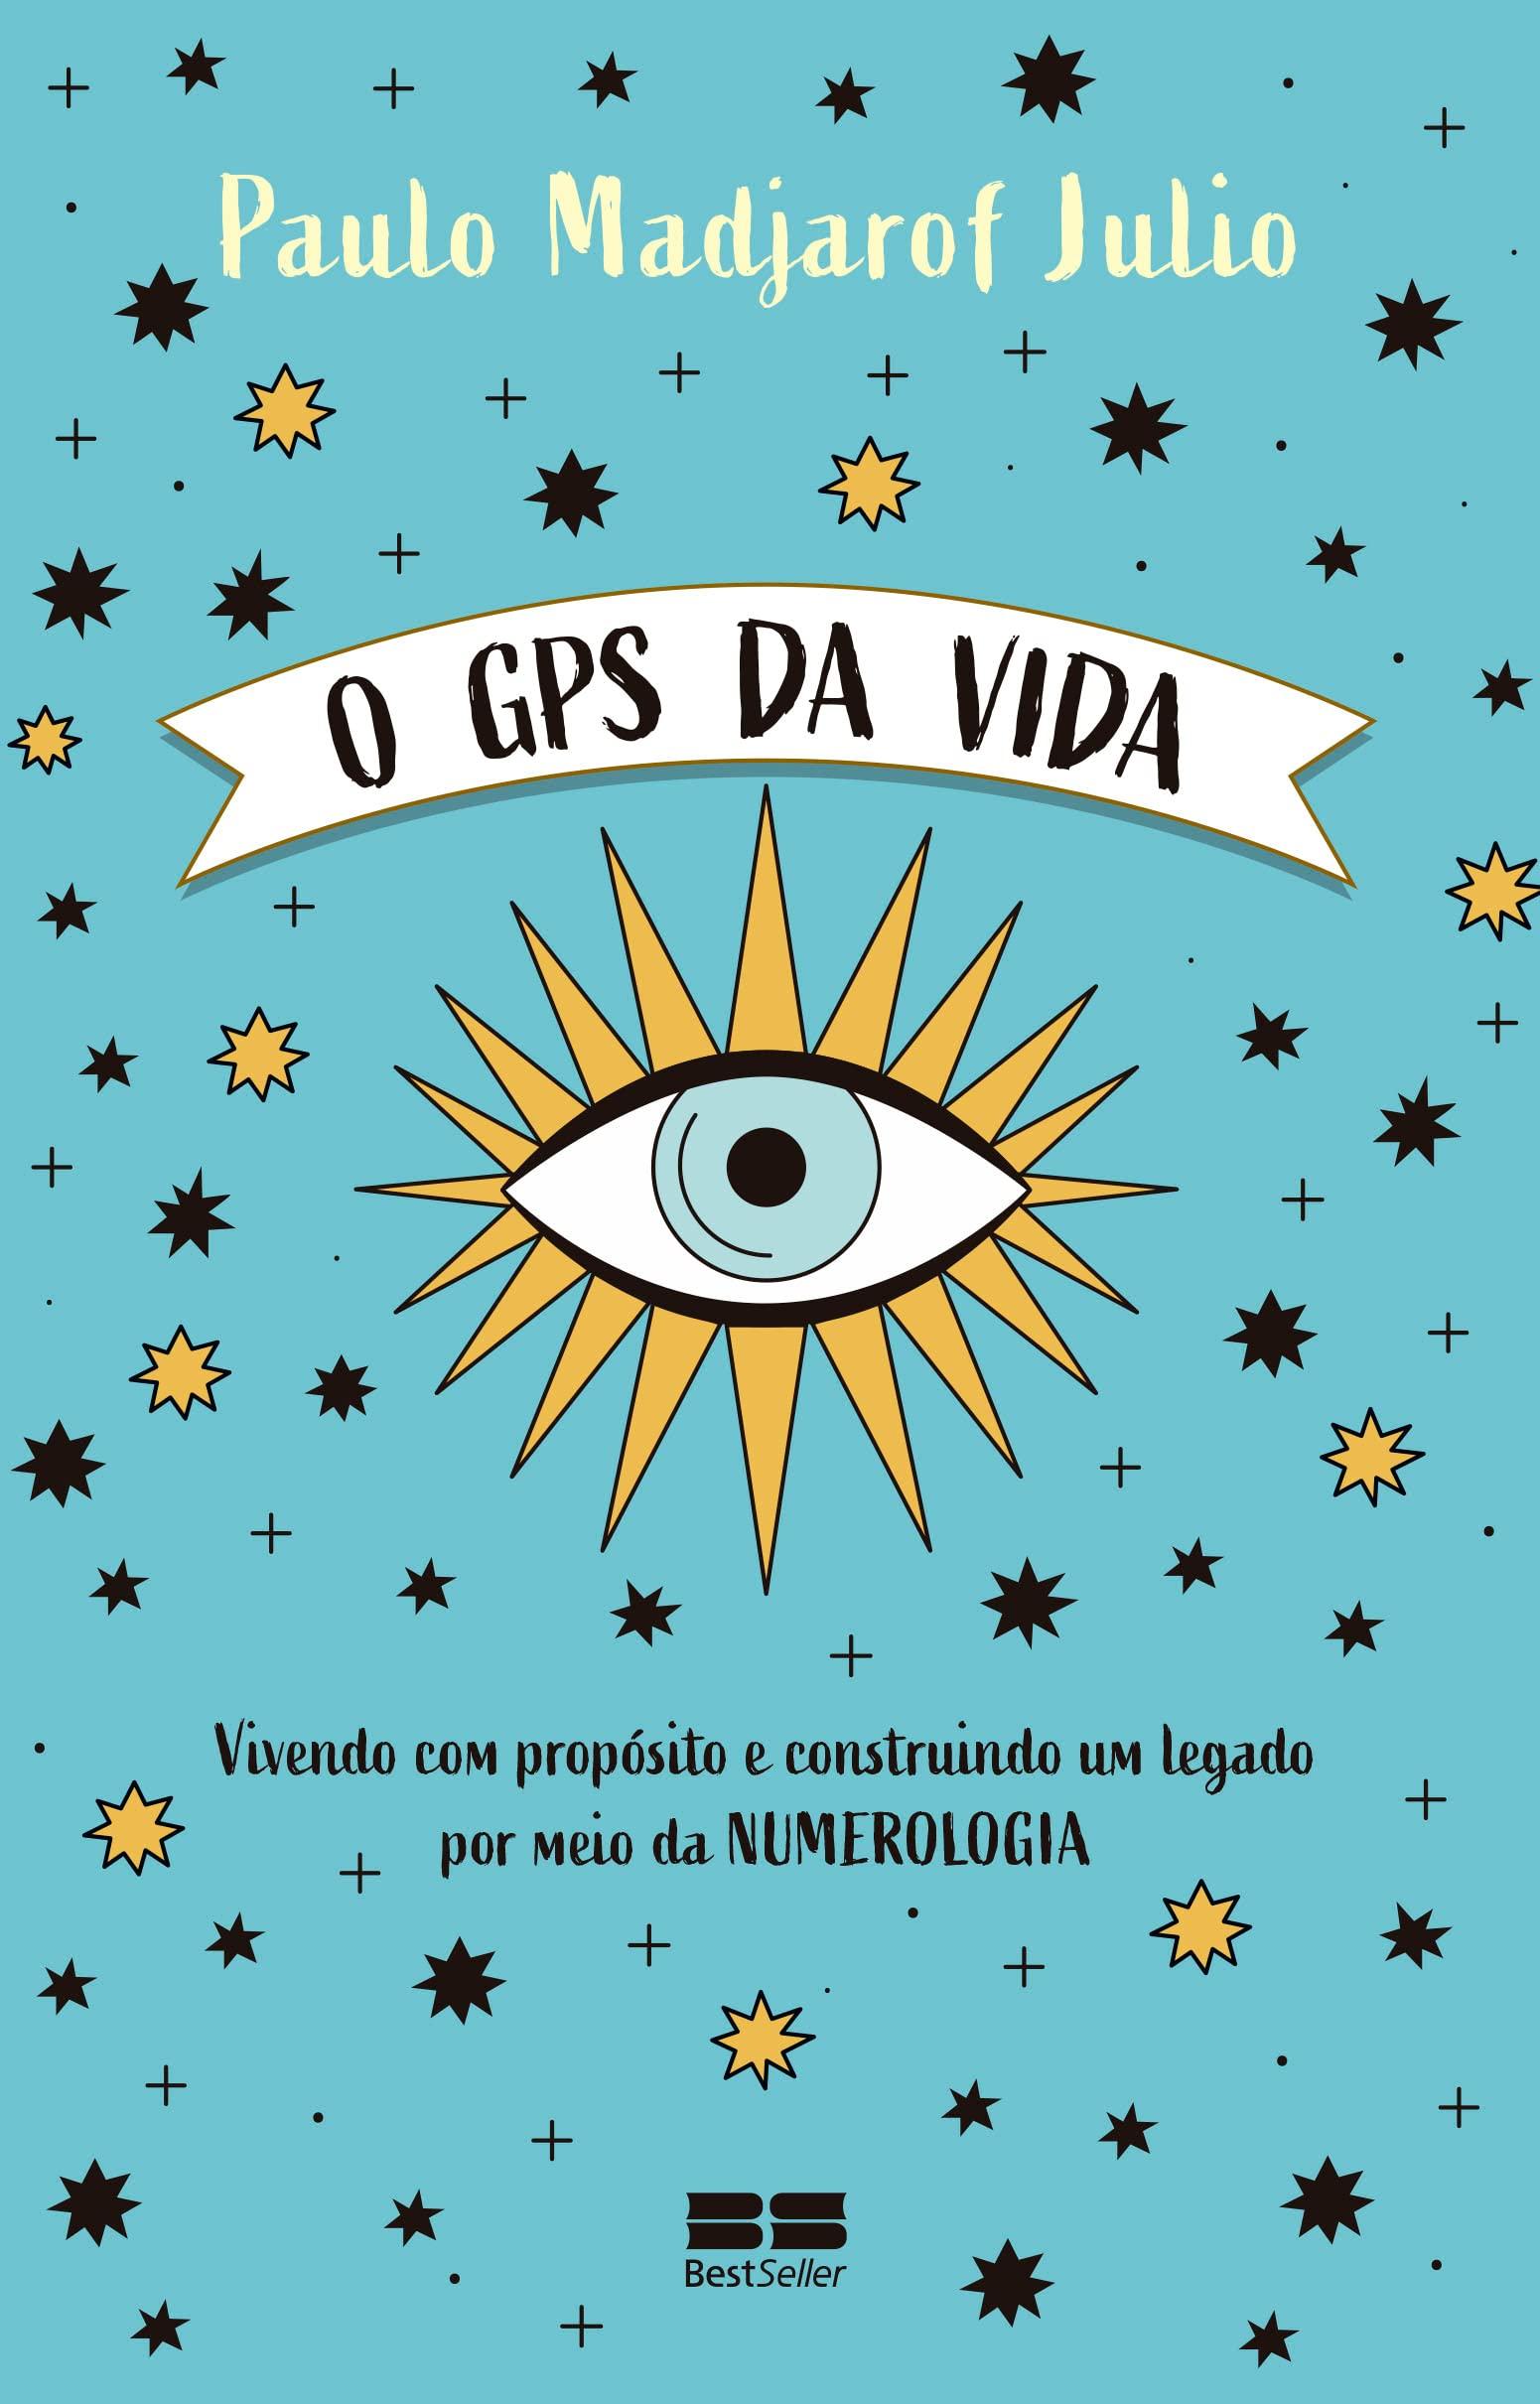 Paulo Madjarof Julio
O GPS DA VIDA
Vivendo com propósito e construindo um legado
por meio da NUMEROLOGIA
BS
BestSeller